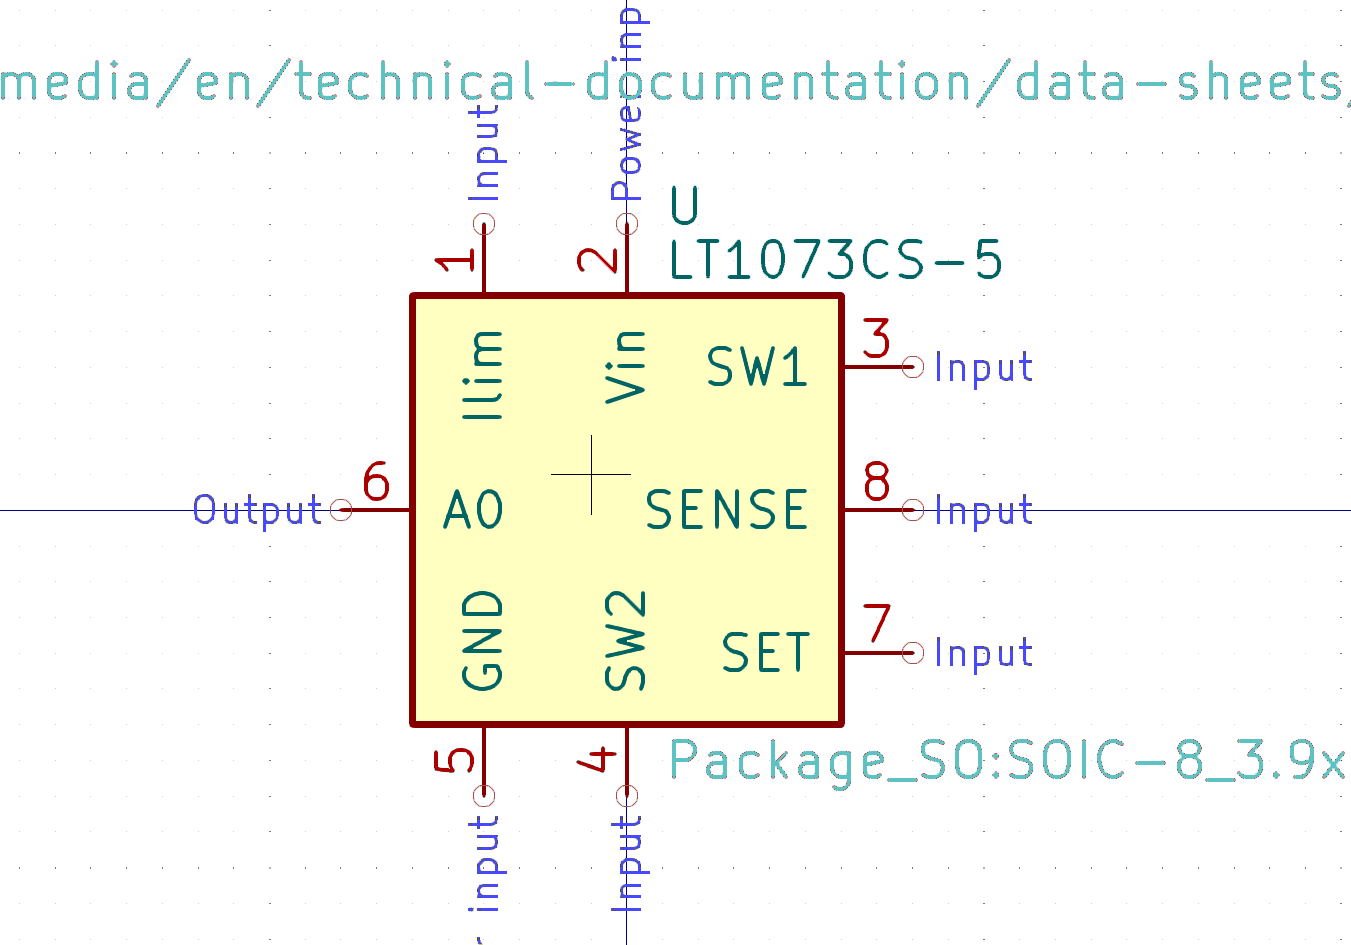 media/en/technical-documentation/data-sheets
Input
Power inp
U
LT1073CS-5
1
2
3
Ilim
Vin
SW1
Input
6
8
Output
AO
SENSE
Input
7
GND
SW2
SET
Input
5
4
Package_SO:SOIC-8_3.9x
input
Input